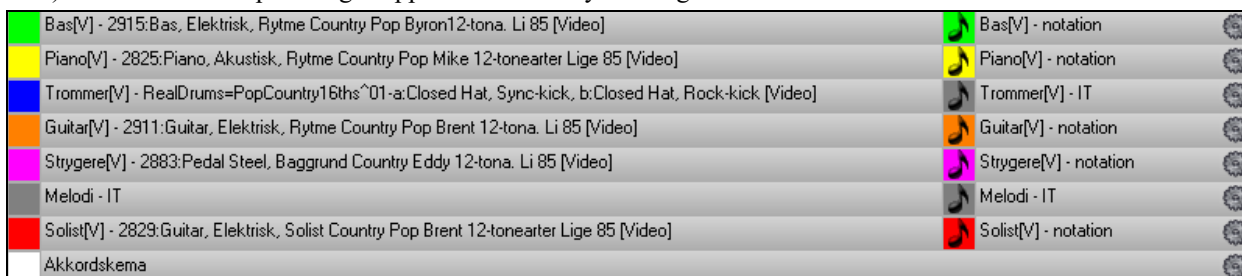 Bas[V] - 2915:Bas, Elektrisk, Rytme Country Pop Byron12-tona. Li 85 [Video] Bas[V] - notation
Piano[V] - 2825:Piano, Akustisk, Rytme Country Pop Mike 12-tonearter Lige 85 [Video] Piano[V] - notation
Trommer[V] - RealDrums=PopCountry16ths^01-a:Closed Hat, Sync-kick, b:Closed Hat, Rock-kick [Video] Trommer[V] - IT
Guitar[V] - 2911:Guitar, Elektrisk, Rytme Country Pop Brent 12-tona. Li 85 [Video] Guitar[V] - notation
Strygere[V] - 2883:Pedal Steel, Baggrund Country Eddy 12-tona. Li 85 [Video] Strygere[V] - notation
Melodi - IT Melodi - IT
Solist[V] - 2829:Guitar, Elektrisk, Solist Country Pop Brent 12-tonearter Lige 85 [Video] Solist[V] - notation
Akkordskema